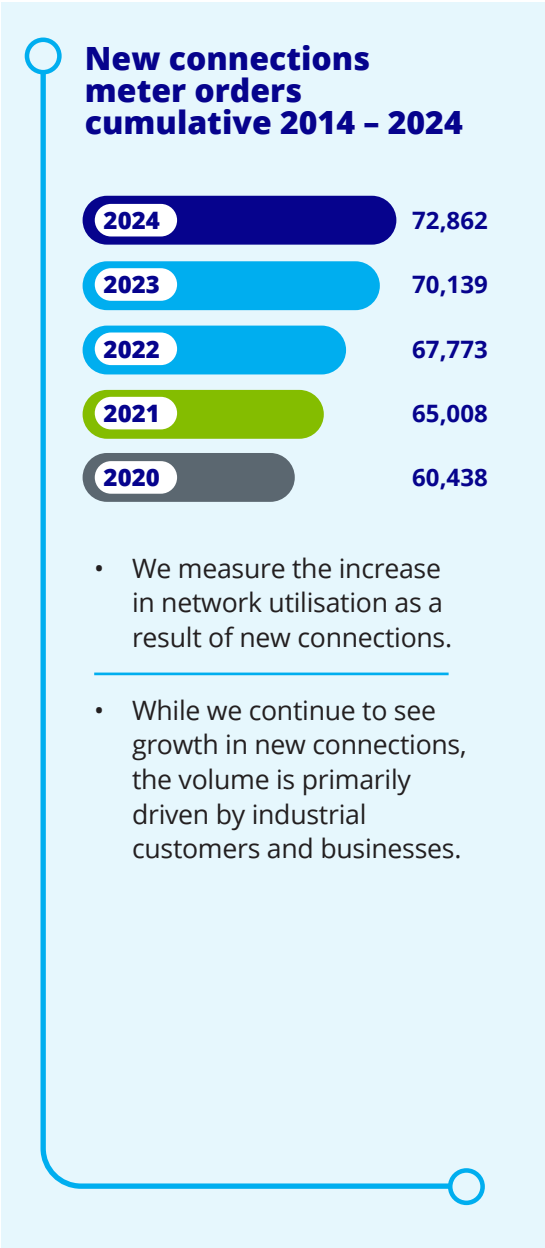 New connections
meter orders
cumulative 2014 – 2024
2024 72,862
2023 70,139
2022 67,773
2021 65,008
2020 60,438
• We measure the increase
in network utilisation as a
result of new connections.
• While we continue to see
growth in new connections,
the volume is primarily
driven by industrial
customers and businesses.